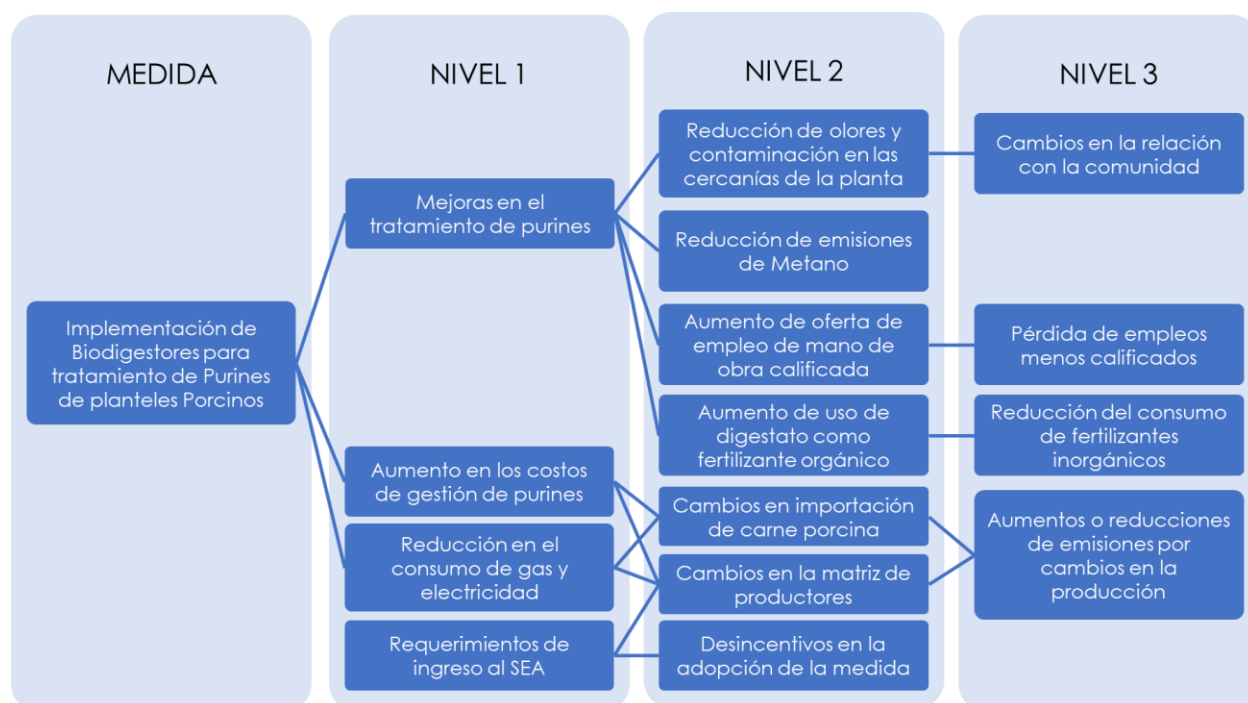 MEDIDA
NIVEL 1
NIVEL 2
NIVEL 3
Implementación de
Biodigestores para
tratamiento de Purines
de planteles Porcinos
Mejoras en el
tratamiento de purines
Aumento en los costos
de gestión de purines
Reducción en el
consumo de gas y
electricidad
Requerimientos de
ingreso al SEA
Reducción de olores y
contaminación en las
cercanías de la planta
Reducción de emisiones
de Metano
Aumento de oferta de
empleo de mano de
obra calificada
Aumento de uso de
digestato como
fertilizante orgánico
Cambios en importación
de carne porcina
Cambios en la matriz de
productores
Desincentivos en la
adopción de la medida
Cambios en la relación
con la comunidad
Pérdida de empleos
menos calificados
Reducción del consumo
de fertilizantes
inorgánicos
Aumentos o reducciones
de emisiones por
cambios en la
producción